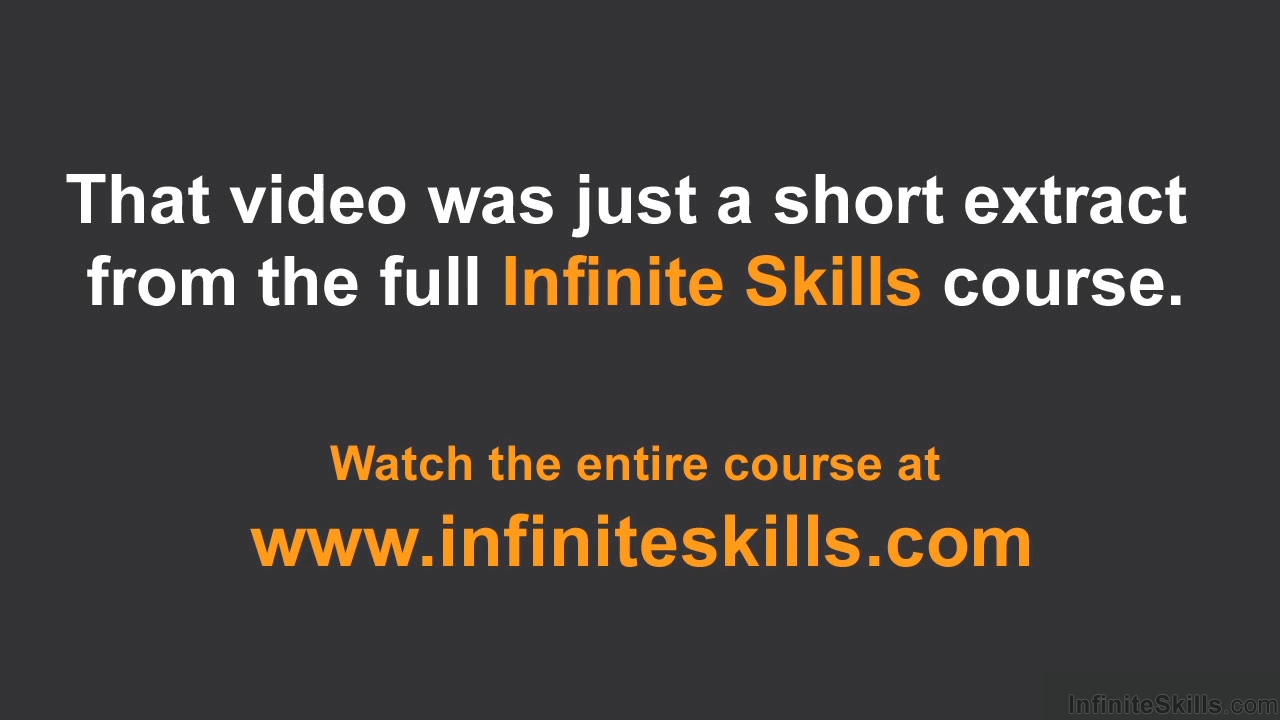 That video was just a short extract
from the full Infinite Skills course.
Watch the entire course at
www.infiniteskills.com
InfiniteSkills.com